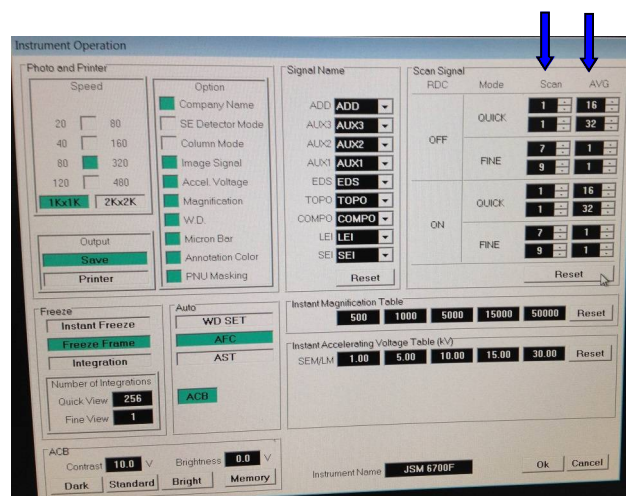 Instrument Operation
Photo and Printer
Speed
20 80
40 160
80 320
120 480
1Kx1K 2Kx2K
Output
Save
Printer
Option
Company Name
SE Detector Mode
Column Mode
Image Signal
Accel. Voltage
Magnification
W.D.
Micron Bar
Annotation Color
PNU Masking
Signal Name
ADD ADD
AUX3 AUX3
AUX2 AUX2
AUX1 AUX1
EDS EDS
TOPO TOPO
COMPO COMPO
LEI LEI
SEI SEI
Reset
Scan Signal
RDC Mode Scan AVG
OFF
QUICK
1 16
1 32
FINE
7 1
9 1
ON
QUICK
1 16
1 32
FINE
7 1
9 1
Reset
Freeze
Instant Freeze
Freeze Frame
Integration
Number of Integrations
Quick View 256
Fine View 1
Auto
WD SET
AFC
AST
ACB
Instant Magnification Table
500 1000 5000 15000 50000 Reset
Instant Accelerating Voltage Table (kV)
SEM/LM 1.00 5.00 10.00 15.00 30.00 Reset
ACB
Contrast 10.0 V Brightness 0.0 V
Dark Standard Bright Memory
Instrument Name JSM 6700F
Ok Cancel